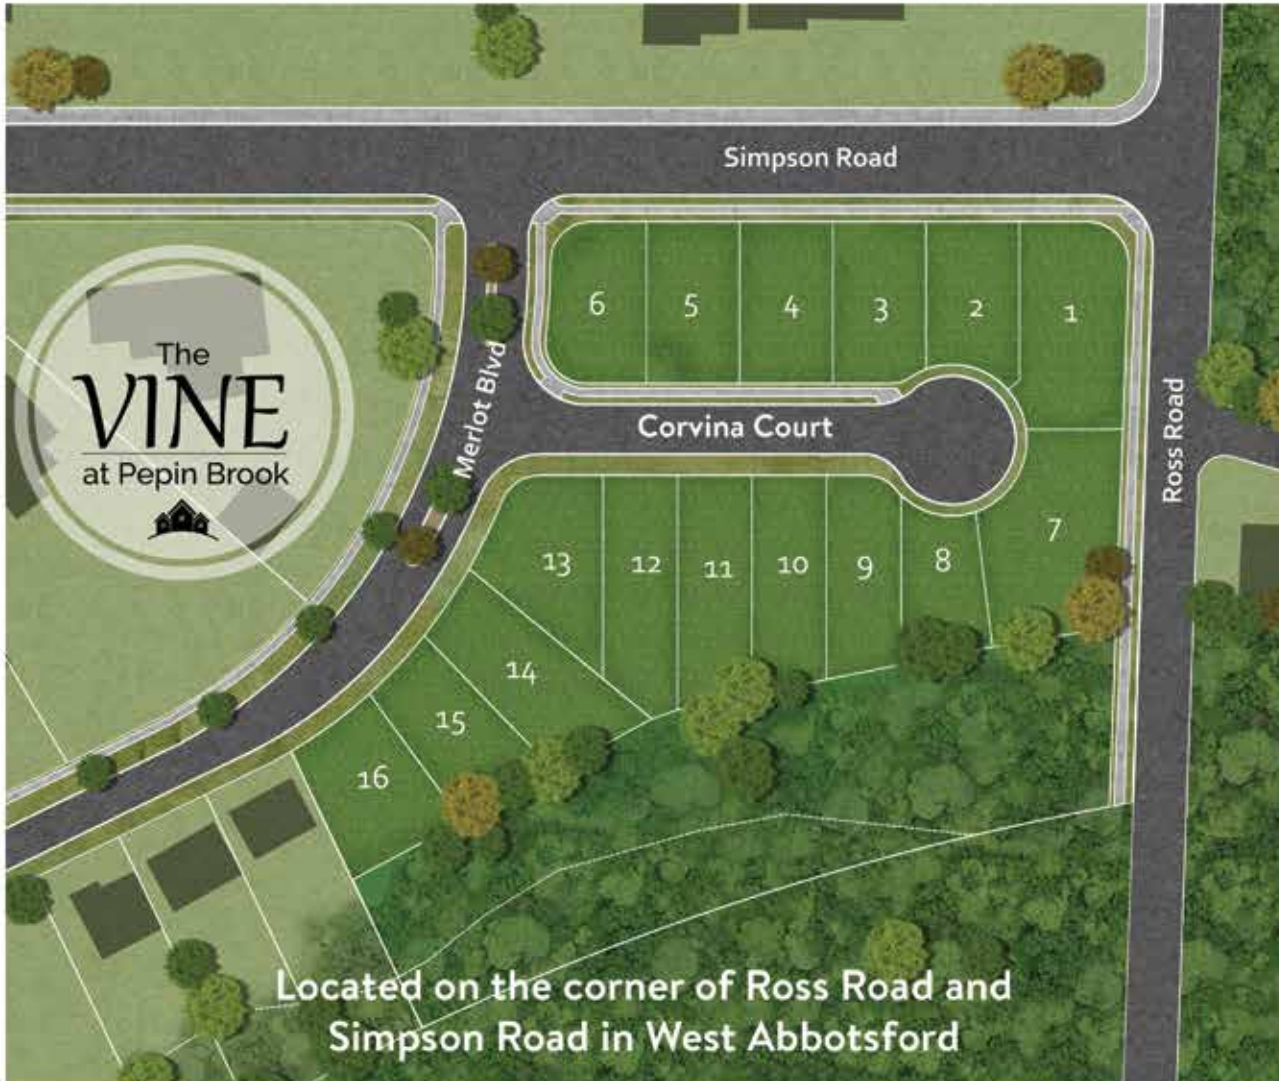 Simpson Road
The
VINE
at Pepin Brook
Merlot Blvd
6
5
4
3
2
1
Corvina Court
Ross Road
13
12
11
10
9
8
7
14
15
16
Located on the corner of Ross Road and
Simpson Road in West Abbotsford